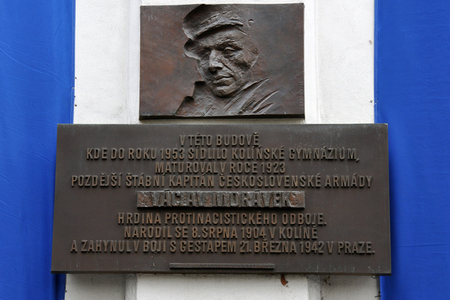 V TÉTO BUDOVĚ
KDE DO ROKU 1953 SÍDLILO KOLÍNSKÉ GYMNÁZIUM,
MATUROVAL V ROCE 1923
POZDĚJŠÍ ŠTÁBNÍ KAPITÁN ČESKOSLOVENSKÉ ARMÁDY
VÁCLAV MORÁVEK
HRDINA PROTINACISTICKÉHO ODBOJE.
NARODIL SE 8. SRPNA 1904 V KOLÍNĚ
A ZAHYNUL V BOJI S GESTAPEM 21. BŘEZNA 1942 V PRAZE.